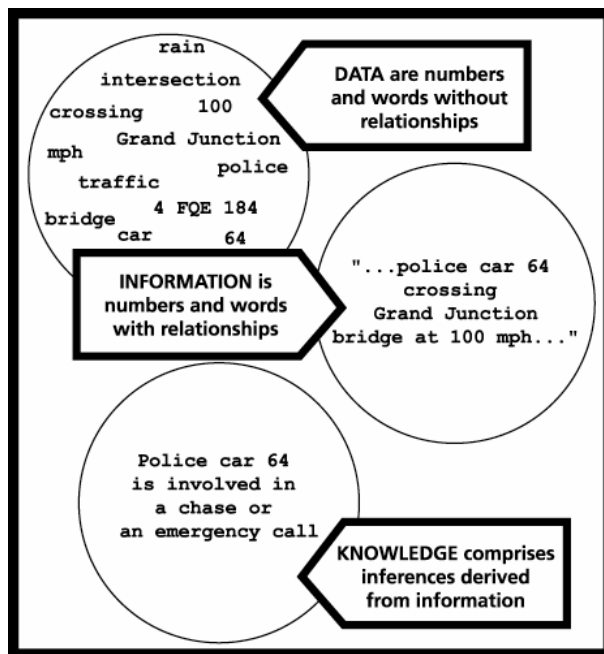 rain
intersection
crossing 100
Grand Junction
mph
police
traffic
4 FQE 184
bridge
car 64
DATA are numbers
and words without
relationships
INFORMATION is
numbers and words
with relationships
"...police car 64
crossing
Grand Junction
bridge at 100 mph..."
Police car 64
is involved in
a chase or
an emergency call
KNOWLEDGE comprises
inferences derived
from information